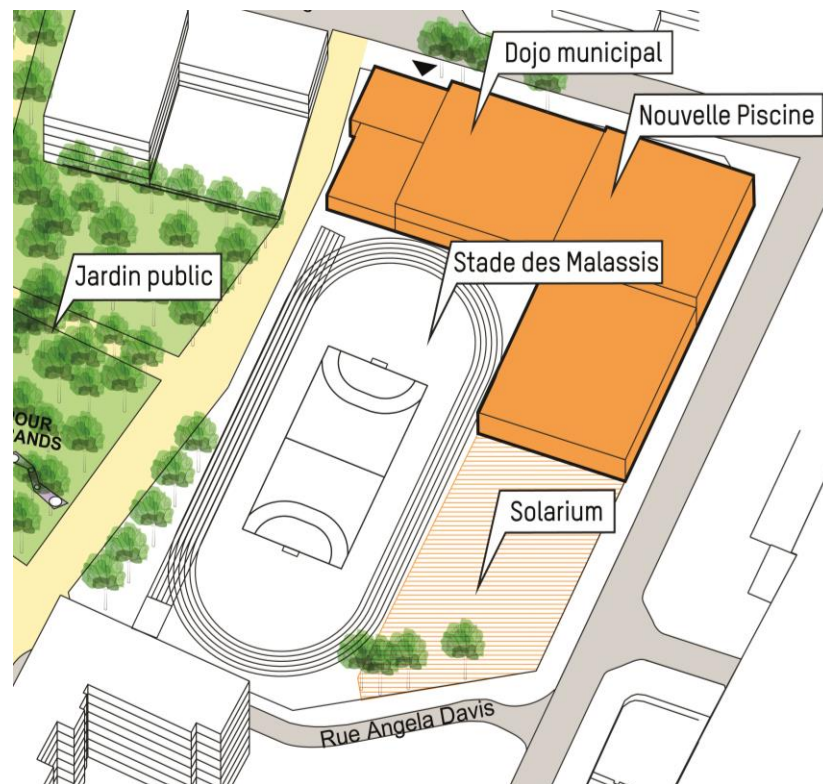 Dojo municipal
Nouvelle Piscine
Stade des Malassis
Jardin public
Solarium
Rue Angela Davis